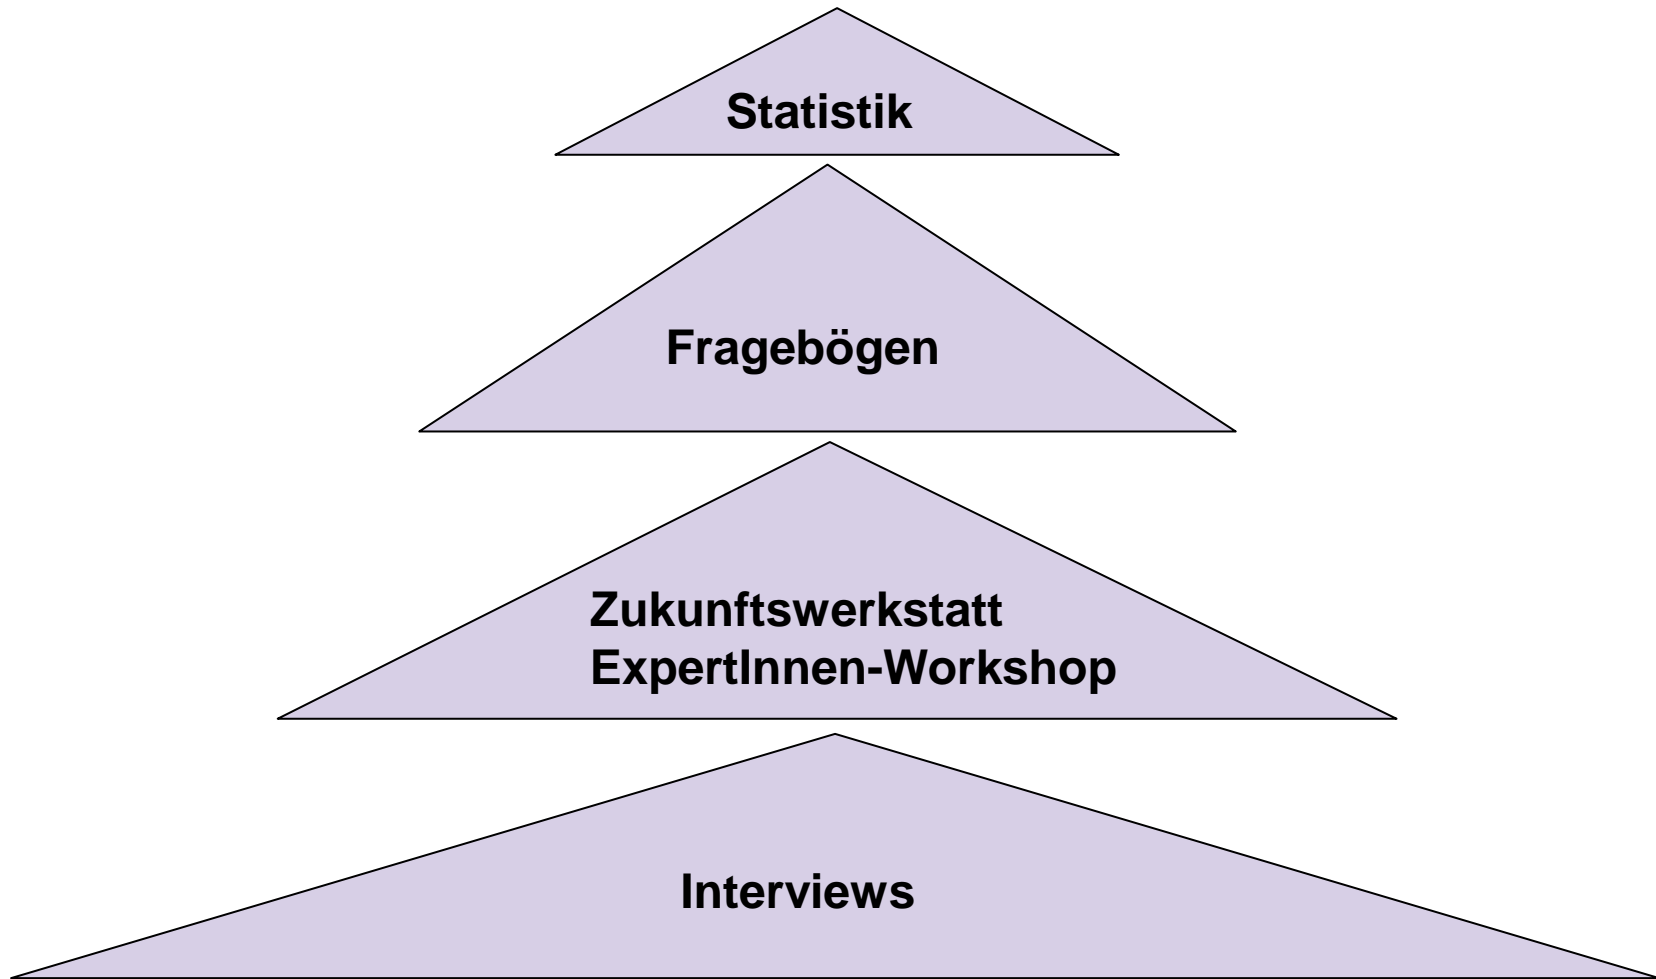 Statistik
Fragebögen
Zukunftswerkstatt
ExpertInnen-Workshop
Interviews